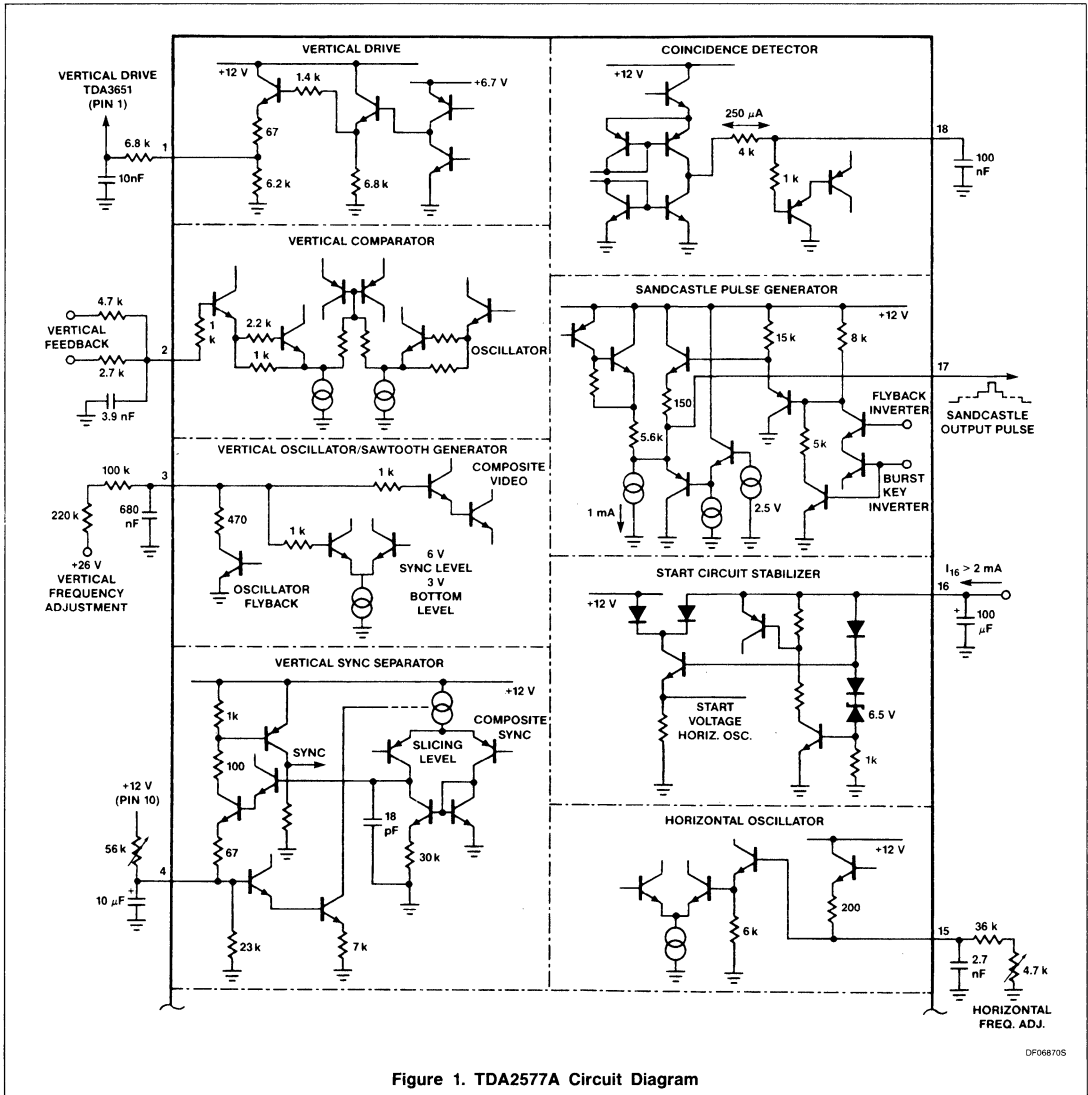 VERTICAL DRIVE
+12 V
1.4 k
+6.7 V
67
6.2 k
6.8 k
VERTICAL DRIVE
TDA3651
(PIN 1)
6.8 k
1
10nF
COINCIDENCE DETECTOR
+12 V
250 μA
4 k
1 k
18
100
nF
VERTICAL COMPARATOR
4.7 k
VERTICAL
FEEDBACK
2.7 k
3.9 nF
2
1
k
2.2 k
1 k
OSCILLATOR
SANDCASTLE PULSE GENERATOR
+12 V
15 k
8 k
17
150
FLYBACK
INVERTER
SANDCASTLE
OUTPUT PULSE
5.6k
5k
BURST
KEY
INVERTER
1 mA
2.5 V
VERTICAL OSCILLATOR/SAWTOOTH GENERATOR
100 k
3
220 k
680
nF
+26 V
VERTICAL
FREQUENCY
ADJUSTMENT
470
1 k
COMPOSITE
VIDEO
1 k
OSCILLATOR
FLYBACK
6 V
SYNC LEVEL
3 V
BOTTOM
LEVEL
START CIRCUIT STABILIZER
I16 > 2 mA
16
+12 V
100
μF
START
VOLTAGE
HORIZ. OSC.
6.5 V
1k
VERTICAL SYNC SEPARATOR
+12 V
1k
COMPOSITE
SYNC
SYNC
SLICING
LEVEL
100
+12 V
(PIN 10)
18
pF
30 k
56 k
67
4
10 μF
23 k
7 k
HORIZONTAL OSCILLATOR
+12 V
200
6 k
15
36 k
2.7
nF
4.7 k
HORIZONTAL
FREQ. ADJ.
DF06870S
Figure 1. TDA2577A Circuit Diagram